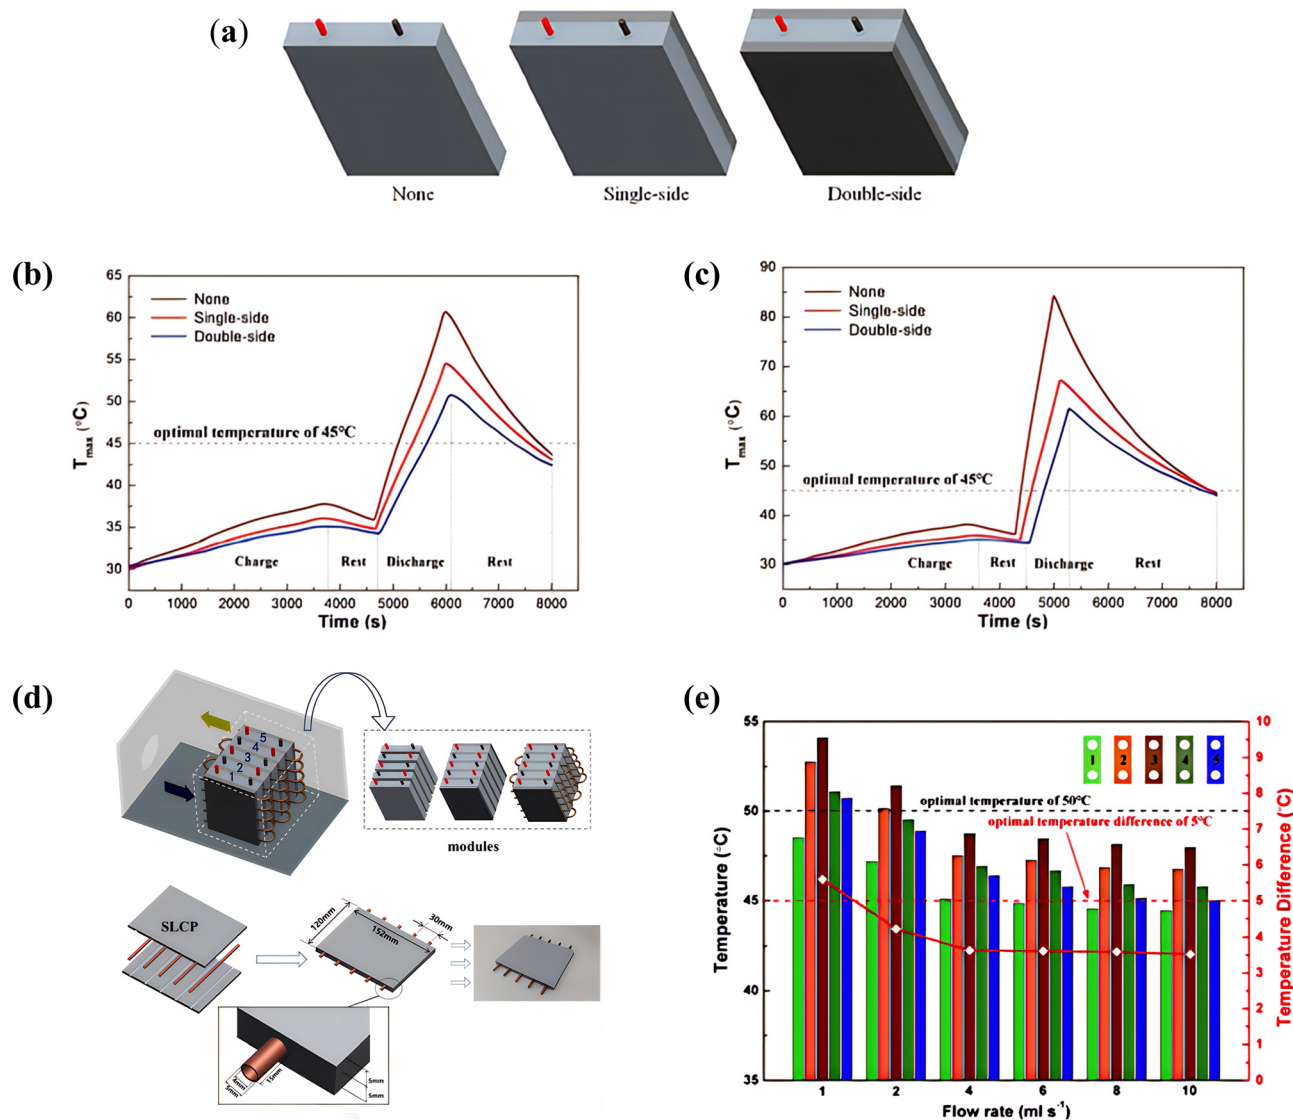 (a)
None
Single-side
Double-side
(b)
65
60
55
50
45
40
35
30
T_max (°C)
None
Single-side
Double-side
optimal temperature of 45°C
Charge
Rest
Discharge
Rest
0
1000
2000
3000
4000
5000
6000
7000
8000
Time (s)
(c)
90
80
70
60
50
40
30
T_max (°C)
None
Single-side
Double-side
optimal temperature of 45°C
Charge
Rest
Discharge
Rest
0
1000
2000
3000
4000
5000
6000
7000
8000
Time (s)
(d)
5
4
3
2
1
modules
SLCP
120mm
152mm
30mm
4mm
5mm
15mm
5mm
5mm
(e)
55
50
45
40
35
Temperature (°C)
1
2
3
4
5
optimal temperature of 50°C
optimal temperature difference of 5°C
10
9
8
7
6
5
4
3
2
1
0
Temperature Difference (°C)
1
2
4
6
8
10
Flow rate (ml s⁻¹)